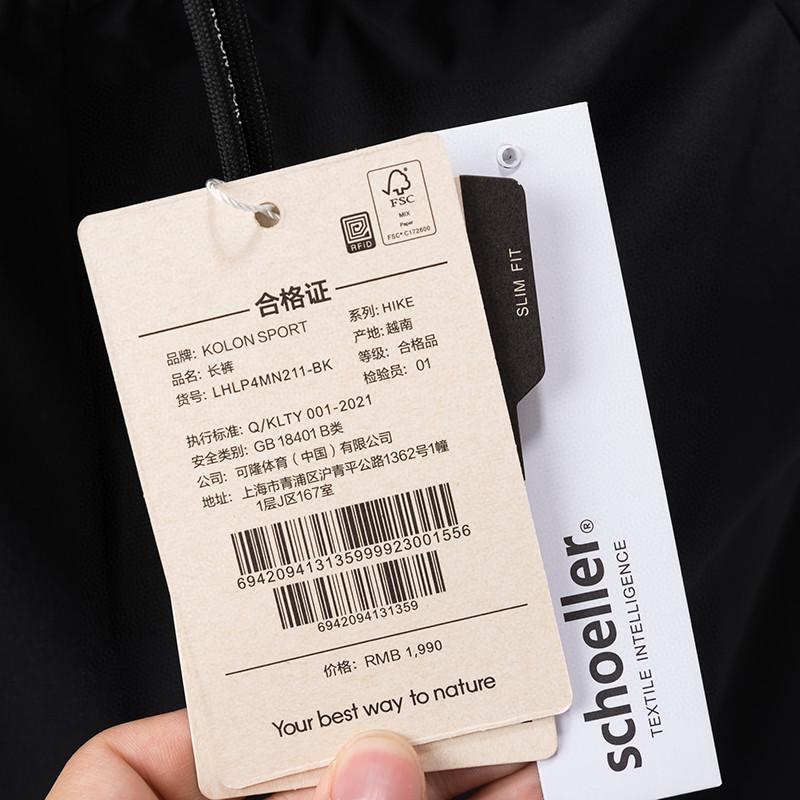 FSC
MIX
Paper
FSC® C172600
RFID
合格证
品牌: KOLON SPORT
系列: HIKE
品名: 长裤
产地: 越南
货号: LHLP4MN211-BK
等级: 合格品
检验员: 01
执行标准: Q/KLTY 001-2021
安全类别: GB 18401 B类
公司: 可隆体育（中国）有限公司
地址: 上海市青浦区沪青平公路1362号1幢
1层J区167室
6942094131359999230015​56
6942094131359
价格: RMB 1,990
Your best way to nature
SLIM FIT
schoeller®
TEXTILE INTELLIGENCE